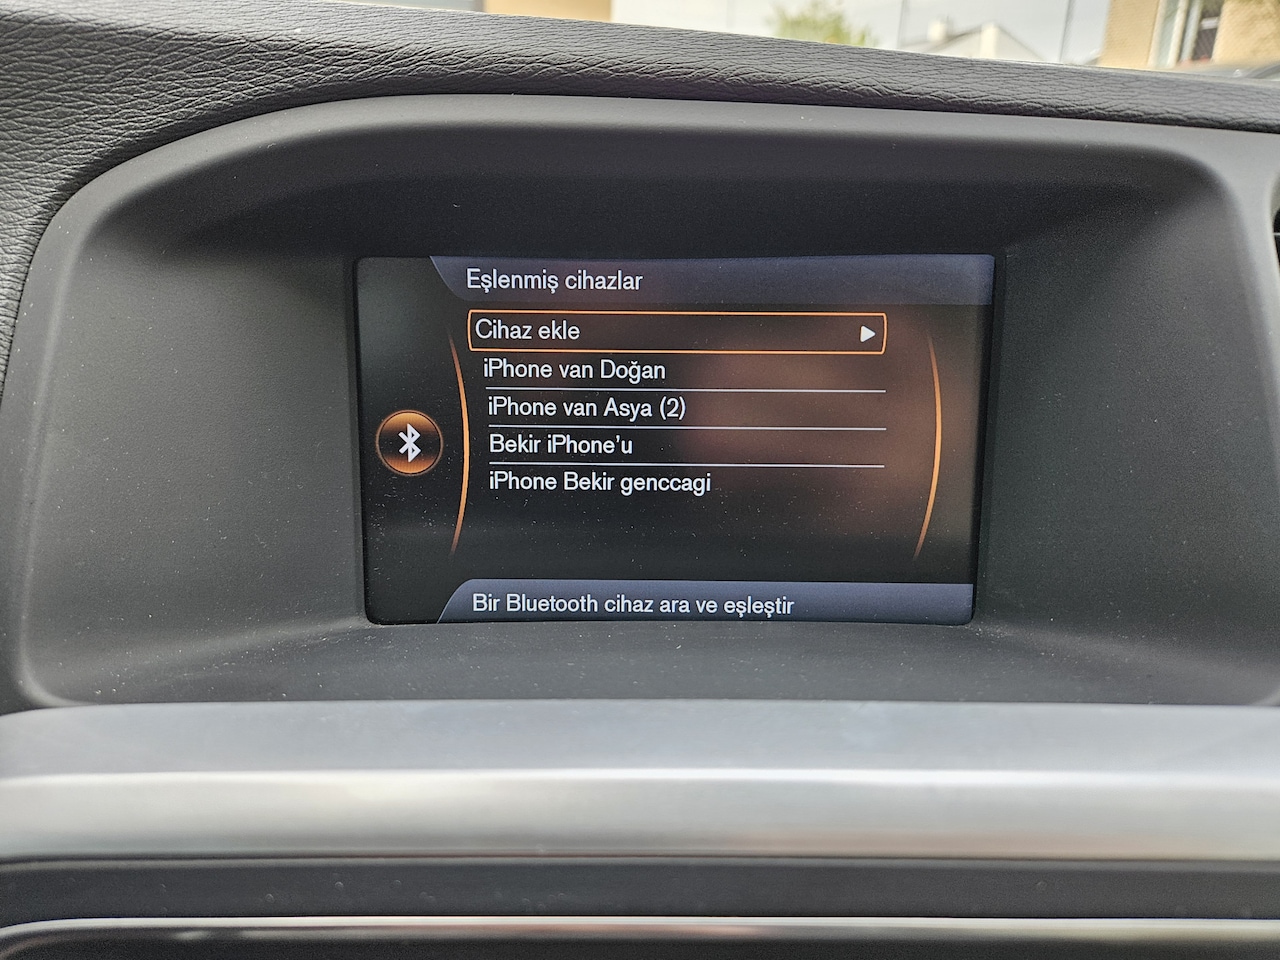 Eşlenmiş cihazlar
Cihaz ekle
iPhone van Doğan
iPhone van Asya (2)
Bekir iPhone'u
iPhone Bekir genccagi
Bir Bluetooth cihaz ara ve eşleştir